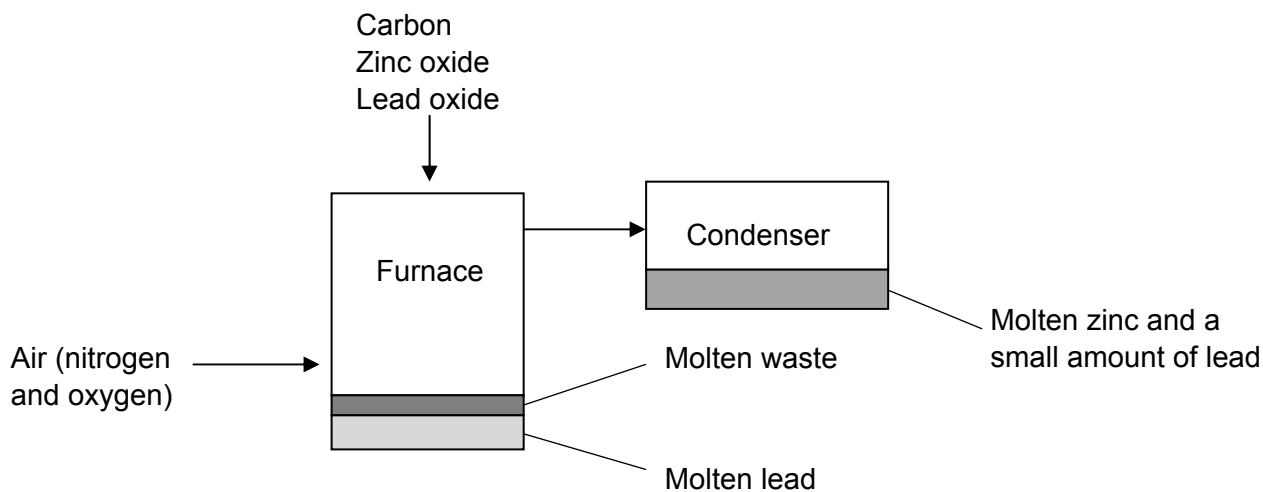 Carbon
Zinc oxide
Lead oxide
Condenser
Furnace
Molten zinc and a
small amount of lead
Air (nitrogen
and oxygen)
Molten waste
Molten lead